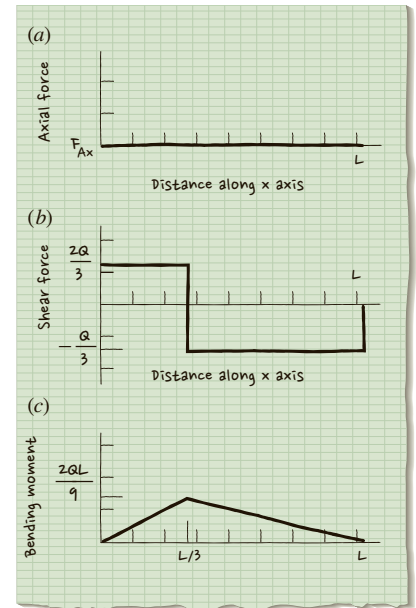 (a)
Axial force
F_Ax
L
Distance along x axis
(b)
Shear force
2Q
3
L
- Q
3
Distance along x axis
(c)
Bending moment
2QL
9
L/3
L